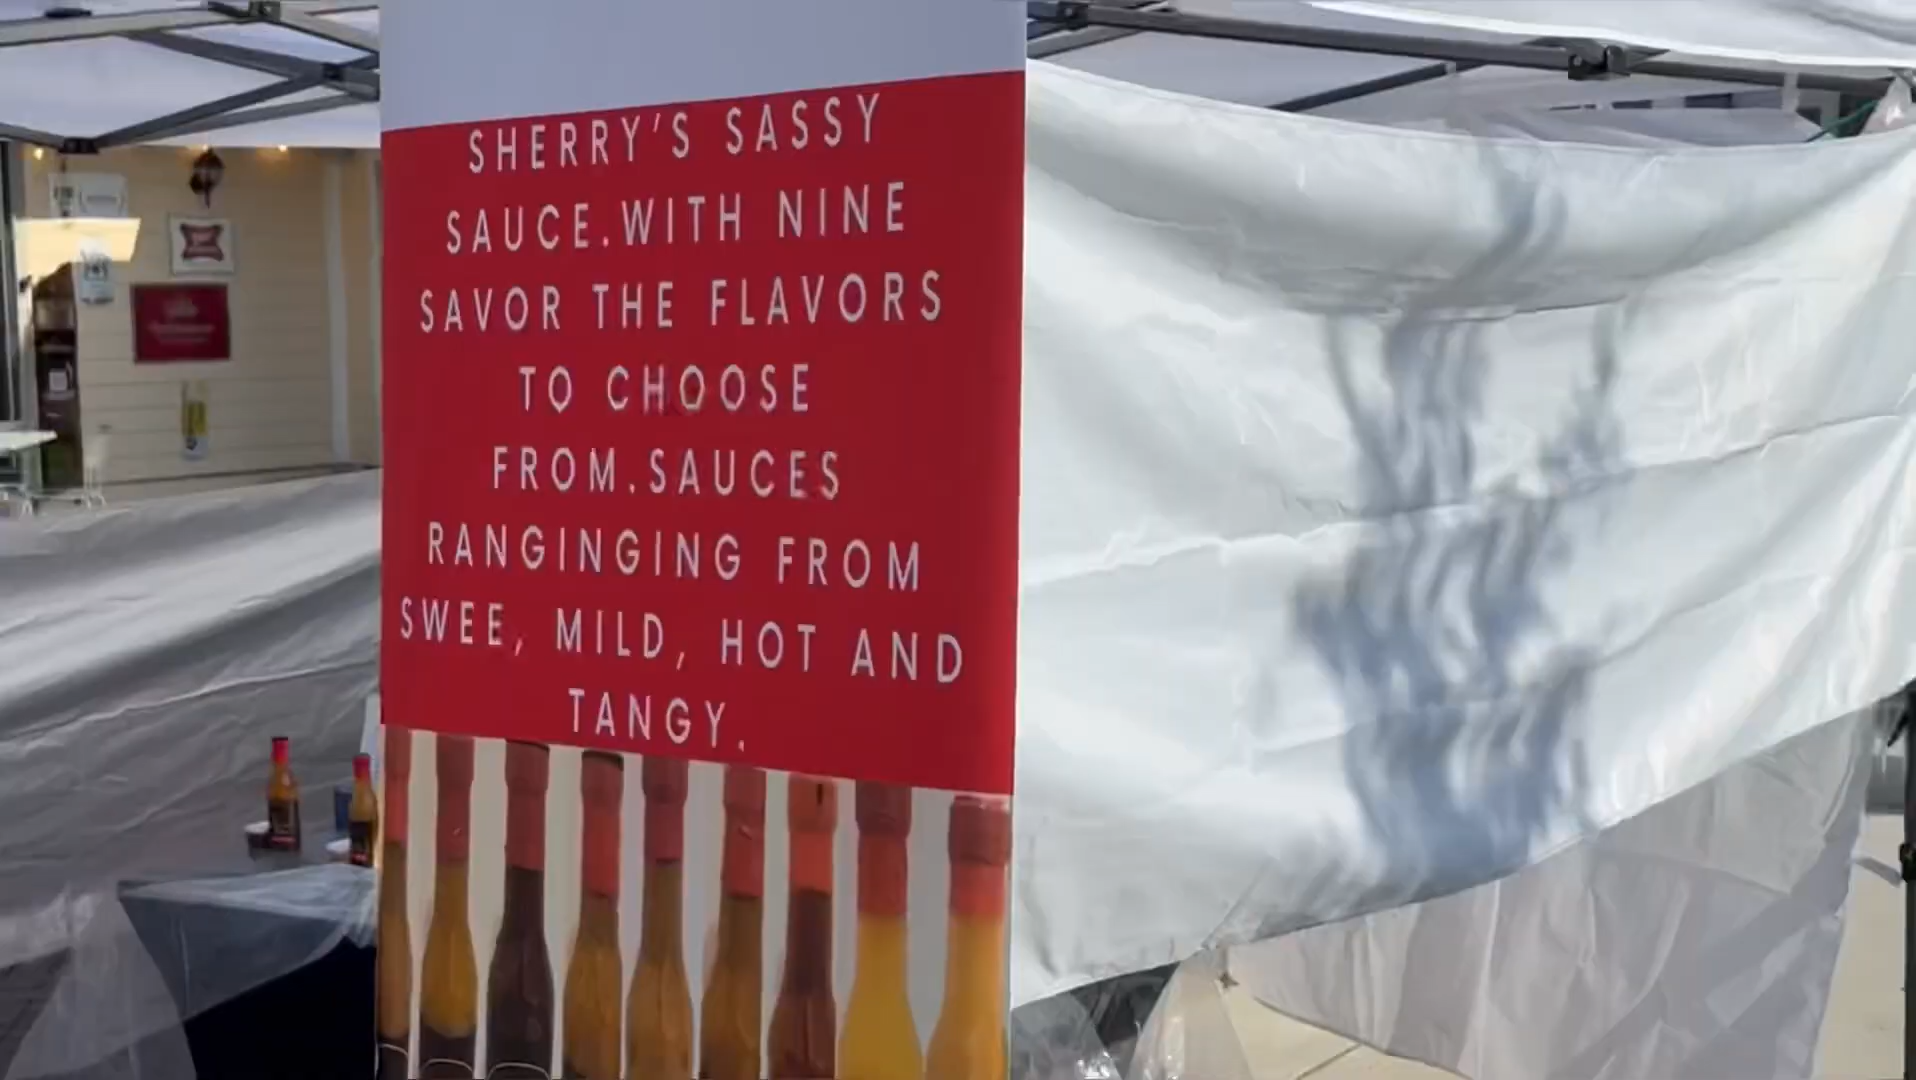 SHERRY'S SASSY
SAUCE.WITH NINE
SAVOR THE FLAVORS
TO CHOOSE
FROM.SAUCES
RANGINGING FROM
SWEE, MILD, HOT AND
TANGY.